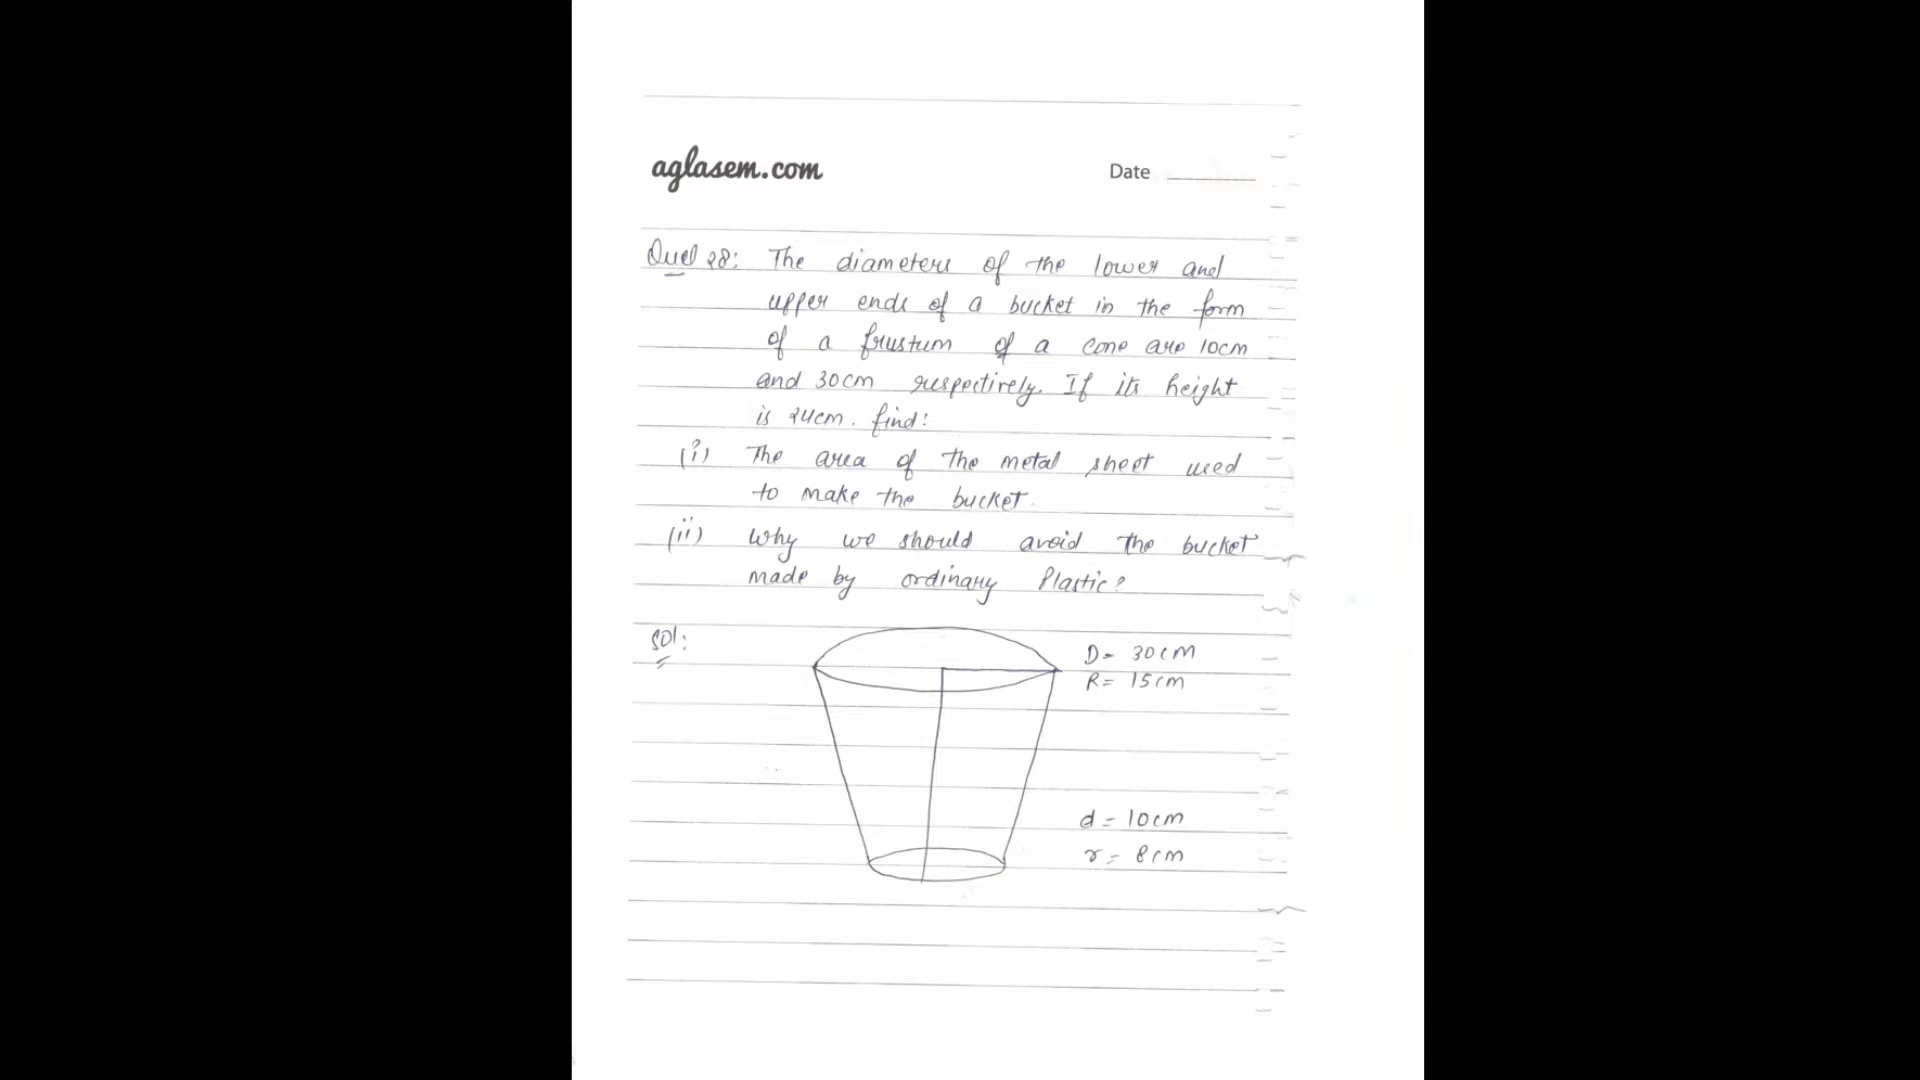 aglasem.com
Date
Ques 28: The diameters of the lower and
upper ends of a bucket in the form
of a frustum of a cone are 10cm
and 30cm respectively. If its height
is 24cm. find:
(i) The area of the metal sheet used
to make the bucket.
(ii) Why we should avoid the bucket
made by ordinary Plastic?
Sol:
D= 30cm
R= 15cm
d = 10cm
r = 8cm